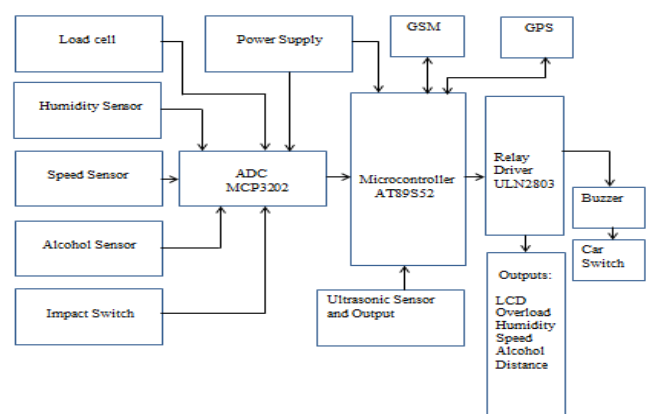 Load cell
Power Supply
GSM
GPS
Humidity Sensor
Speed Sensor
ADC
MCP3202
Microcontroller
AT89S52
Relay
Driver
ULN2803
Buzzer
Alcohol Sensor
Car
Switch
Impact Switch
Ultrasonic Sensor
and Output
Outputs:
LCD
Overload
Humidity
Speed
Alcohol
Distance